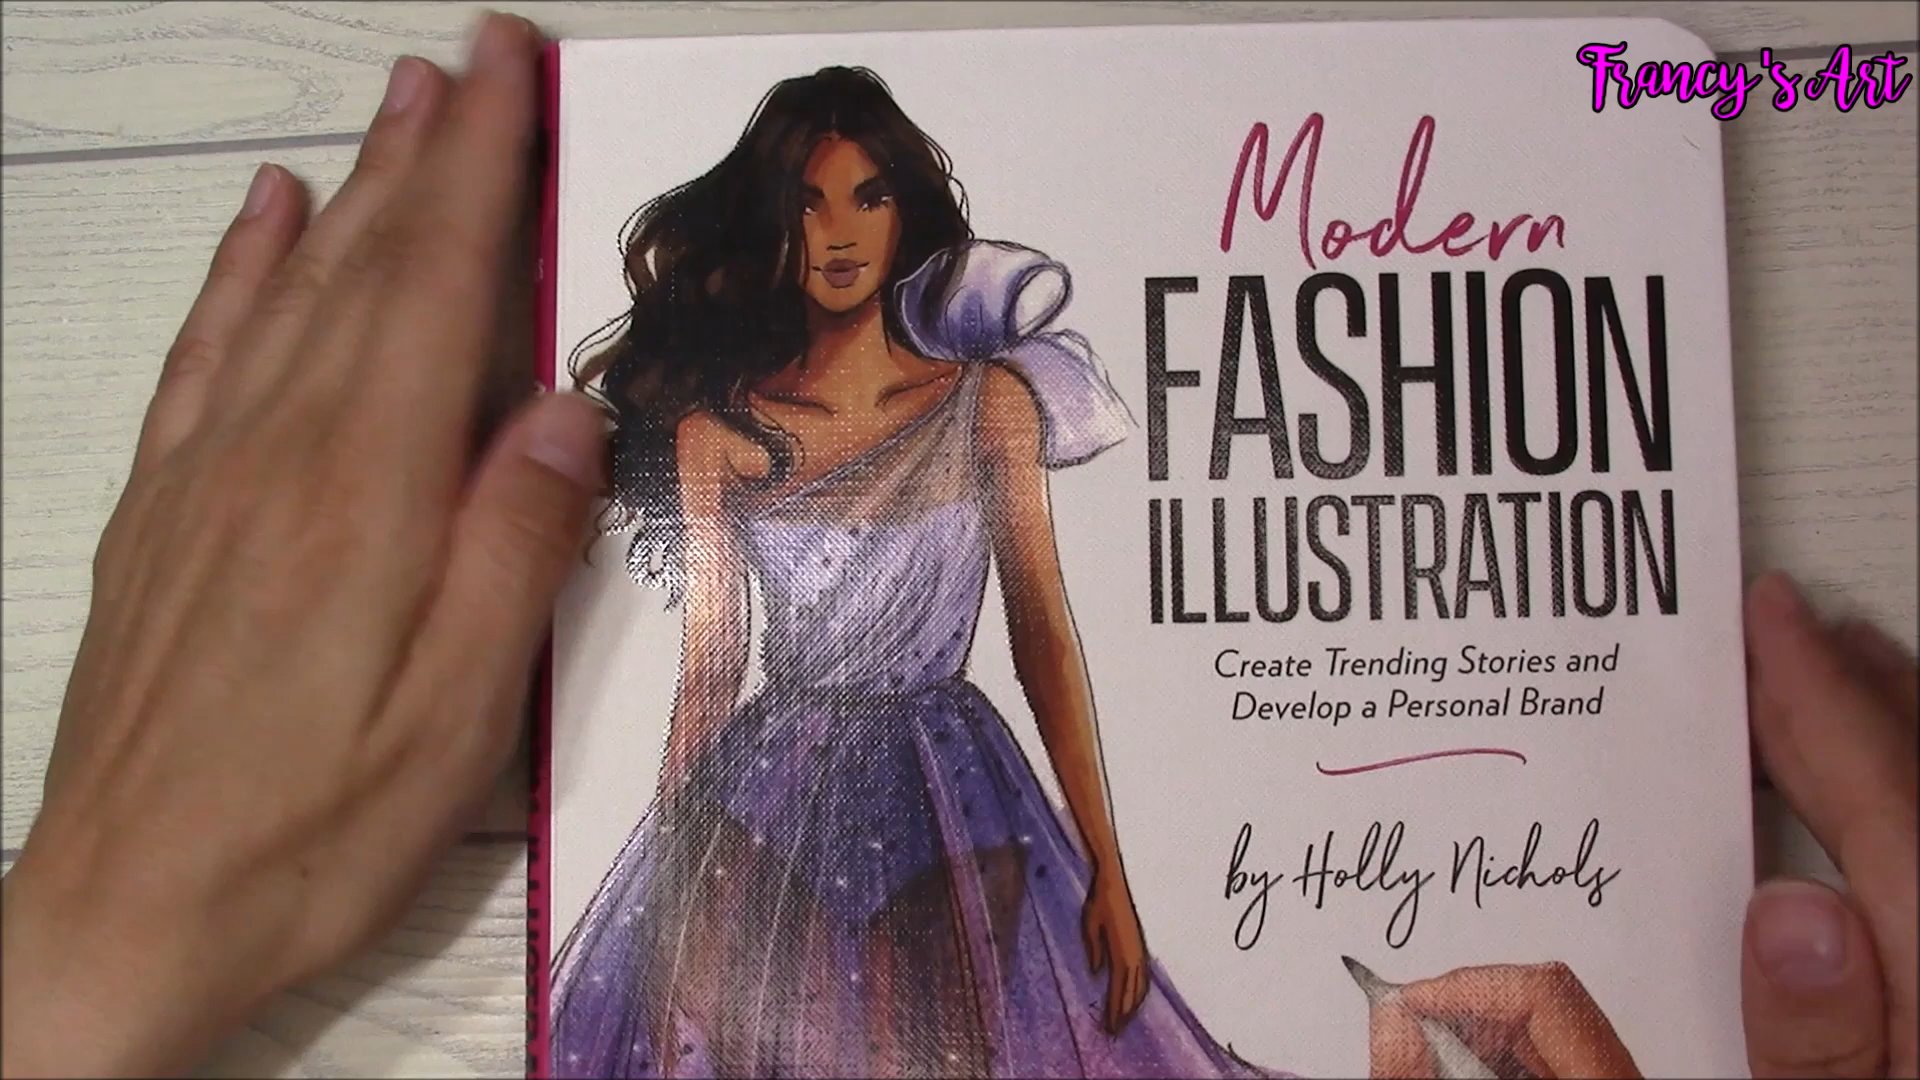 Francy's Art
Modern
FASHION
ILLUSTRATION
Create Trending Stories and
Develop a Personal Brand
by Holly Nichols